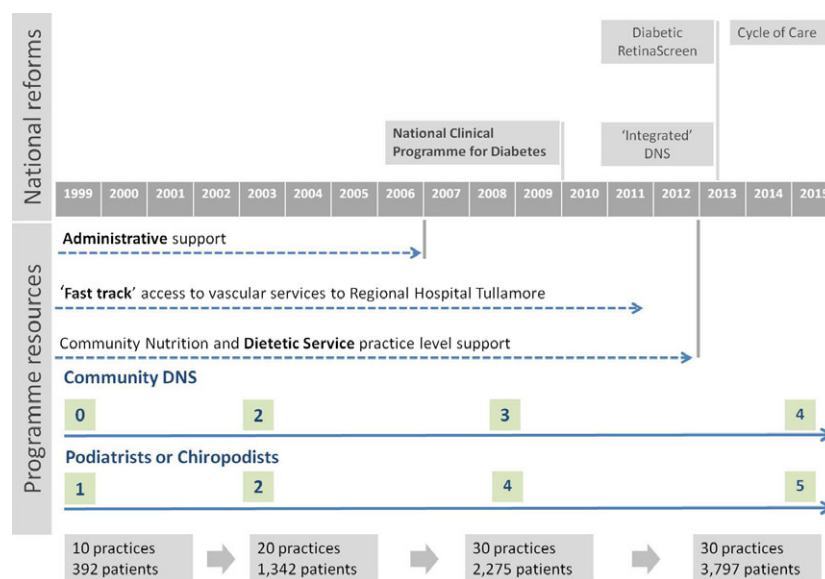 National reforms
Diabetic
RetinaScreen
Cycle of Care
National Clinical
Programme for Diabetes
‘Integrated’
DNS
1999 2000 2001 2002 2003 2004 2005 2006 2007 2008 2009 2010 2011 2012 2013 2014 2015
Programme resources
Administrative support
‘Fast track’ access to vascular services to Regional Hospital Tullamore
Community Nutrition and Dietetic Service practice level support
Community DNS
0 2 3 4
Podiatrists or Chiropodists
1 2 4 5
10 practices
392 patients
20 practices
1,342 patients
30 practices
2,275 patients
30 practices
3,797 patients